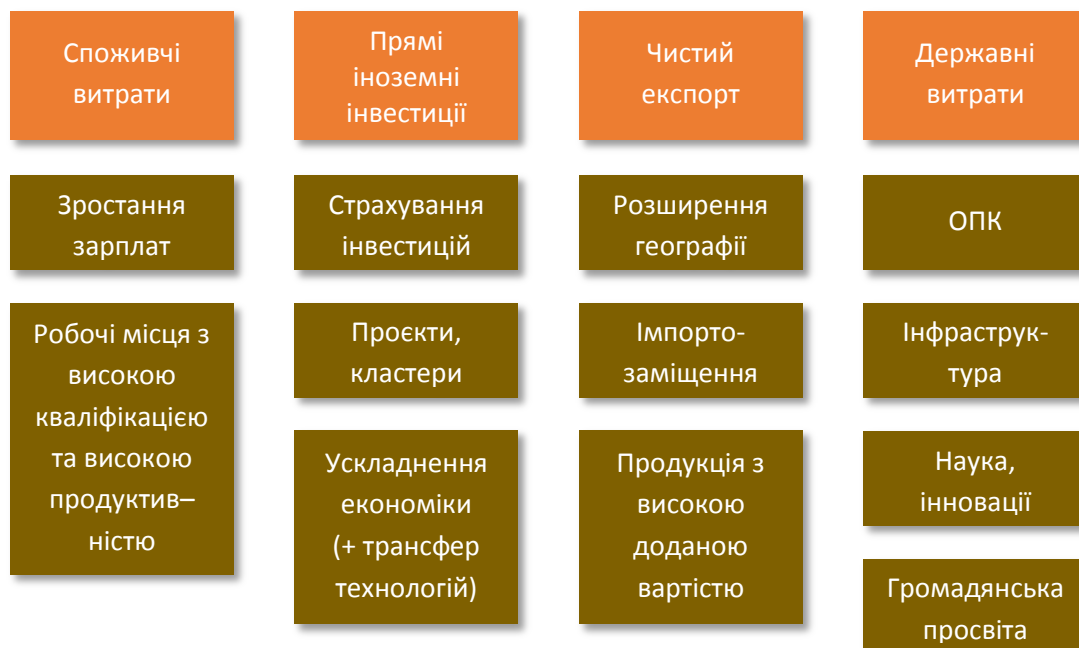 Споживчі
витрати
Зростання
зарплат
Робочі місця з
високою
кваліфікацією
та високою
продуктив–
ністю
Прямі
іноземні
інвестиції
Страхування
інвестицій
Проєкти,
кластери
Ускладнення
економіки
(+ трансфер
технологій)
Чистий
експорт
Розширення
географії
Імпорто-
заміщення
Продукція з
високою
доданою
вартістю
Державні
витрати
ОПК
Інфраструк-
тура
Наука,
інновації
Громадянська
просвіта